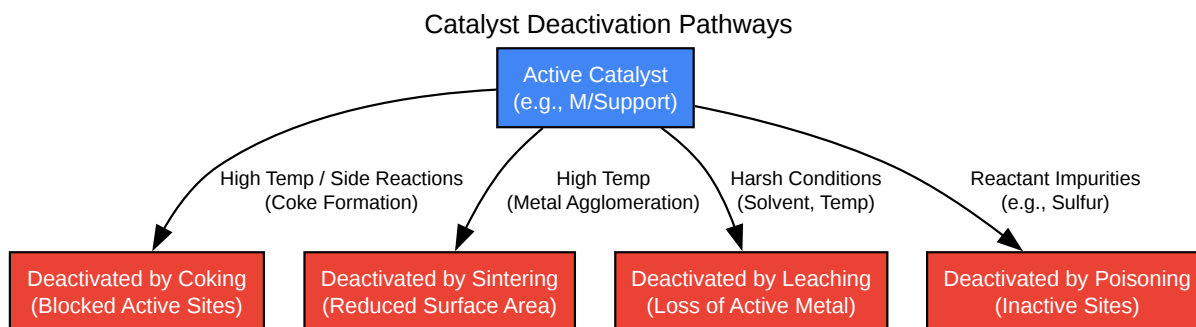 Catalyst Deactivation Pathways
Active Catalyst
(e.g., M/Support)
High Temp / Side Reactions
(Coke Formation)
High Temp
(Metal Agglomeration)
Harsh Conditions
(Solvent, Temp)
Reactant Impurities
(e.g., Sulfur)
Deactivated by Coking
(Blocked Active Sites)
Deactivated by Sintering
(Reduced Surface Area)
Deactivated by Leaching
(Loss of Active Metal)
Deactivated by Poisoning
(Inactive Sites)